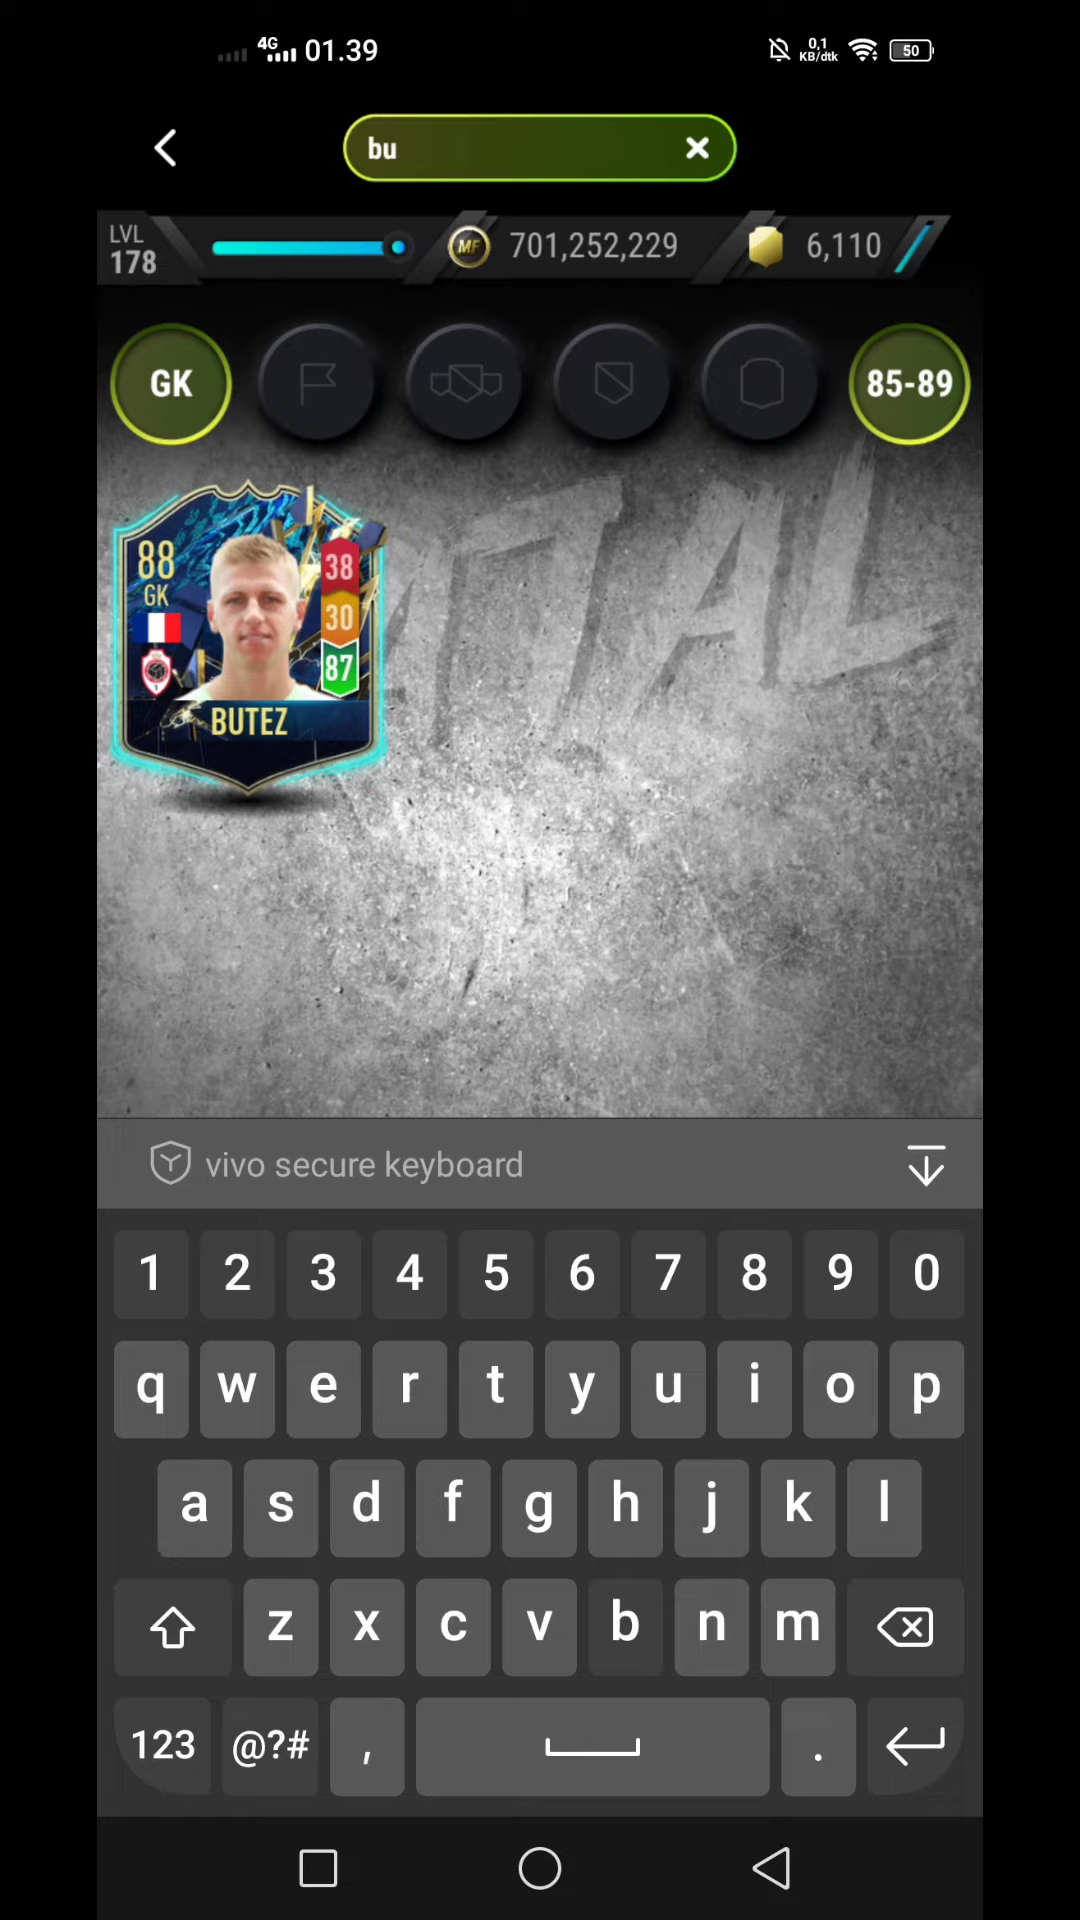 4G 01.39 0,1 KB/dtk 50
bu
LVL 178 MF 701,252,229 6,110
GK 85-89
88 38
GK 30
87
BUTEZ
vivo secure keyboard
1 2 3 4 5 6 7 8 9 0
q w e r t y u i o p
a s d f g h j k l
z x c v b n m
123 @?# , .